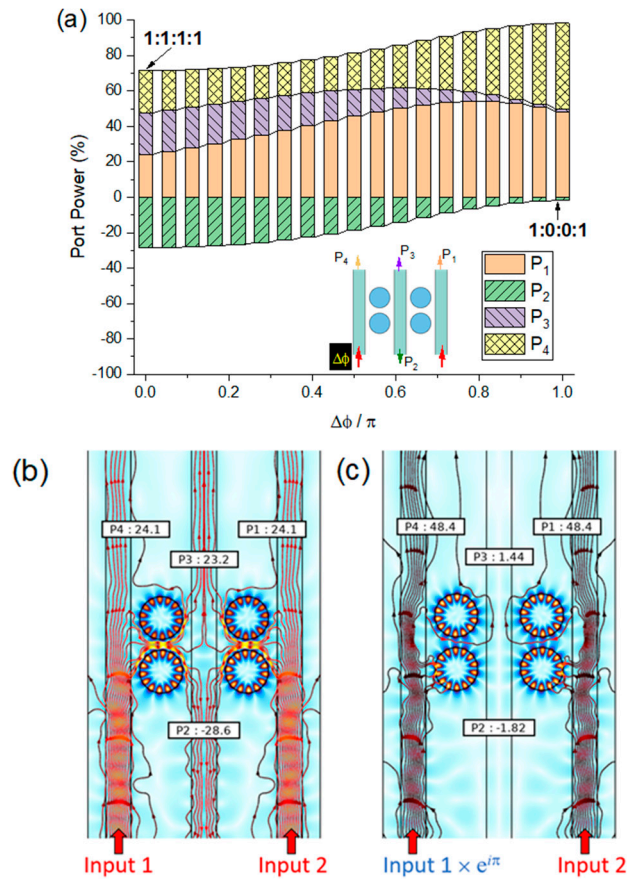 (a)
100
80
60
40
20
0
-20
-40
-60
-80
-100
Port Power (%)
1:1:1:1
1:0:0:1
P4
P3
P1
P2
Δϕ
P1
P2
P3
P4
0.0 0.2 0.4 0.6 0.8 1.0
Δϕ / π
(b)
P4 : 24.1
P1 : 24.1
P3 : 23.2
P2 : -28.6
Input 1
Input 2
(c)
P4 : 48.4
P1 : 48.4
P3 : 1.44
P2 : -1.82
Input 1 × e^iπ
Input 2